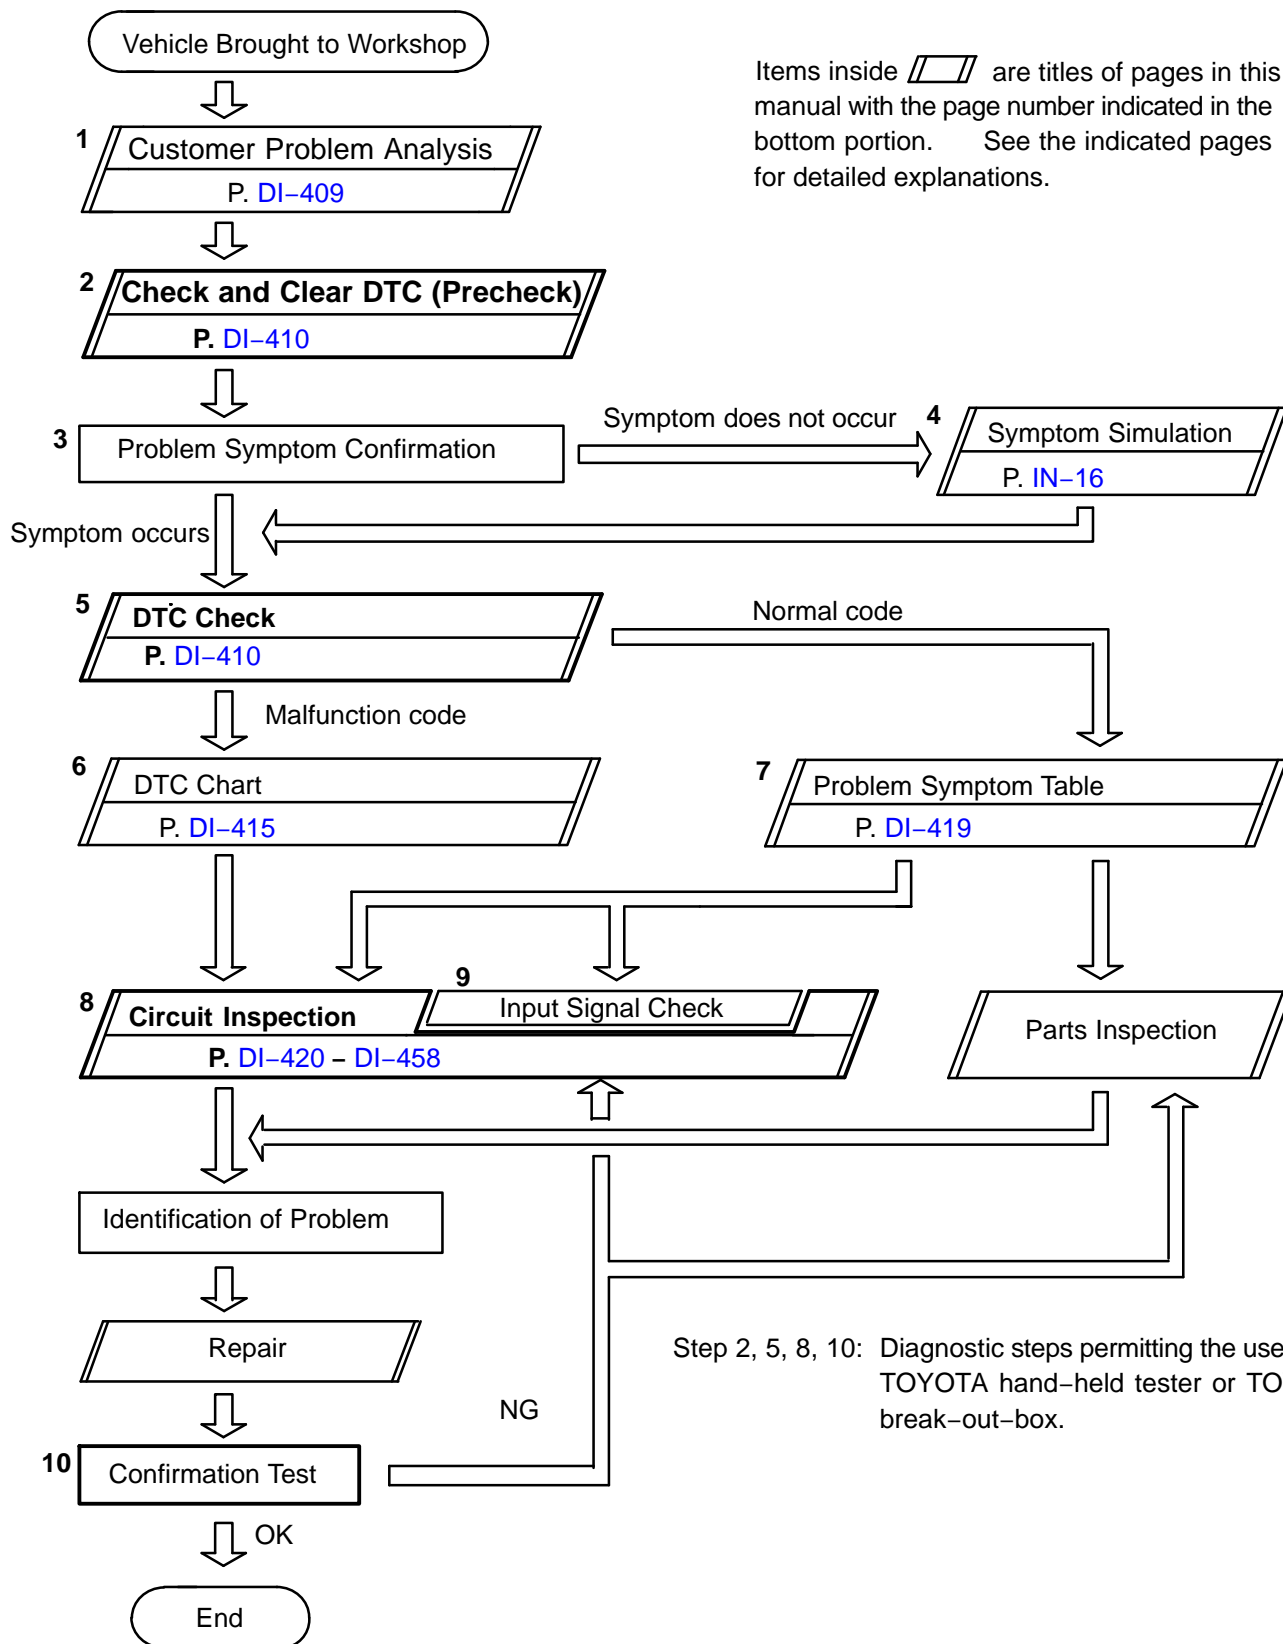 Vehicle Brought to Workshop
Items inside are titles of pages in this
manual with the page number indicated in the
bottom portion. See the indicated pages
for detailed explanations.
1
Customer Problem Analysis
P. DI−409
2
Check and Clear DTC (Precheck)
P. DI−410
3
Problem Symptom Confirmation
Symptom does not occur
4
Symptom Simulation
P. IN−16
Symptom occurs
5
DTC Check
P. DI−410
Normal code
Malfunction code
6
DTC Chart
P. DI−415
7
Problem Symptom Table
P. DI−419
8
Circuit Inspection
P. DI−420 − DI−458
9
Input Signal Check
Parts Inspection
Identification of Problem
Repair
Step 2, 5, 8, 10: Diagnostic steps permitting the use
TOYOTA hand−held tester or TO
break−out−box.
NG
10
Confirmation Test
OK
End